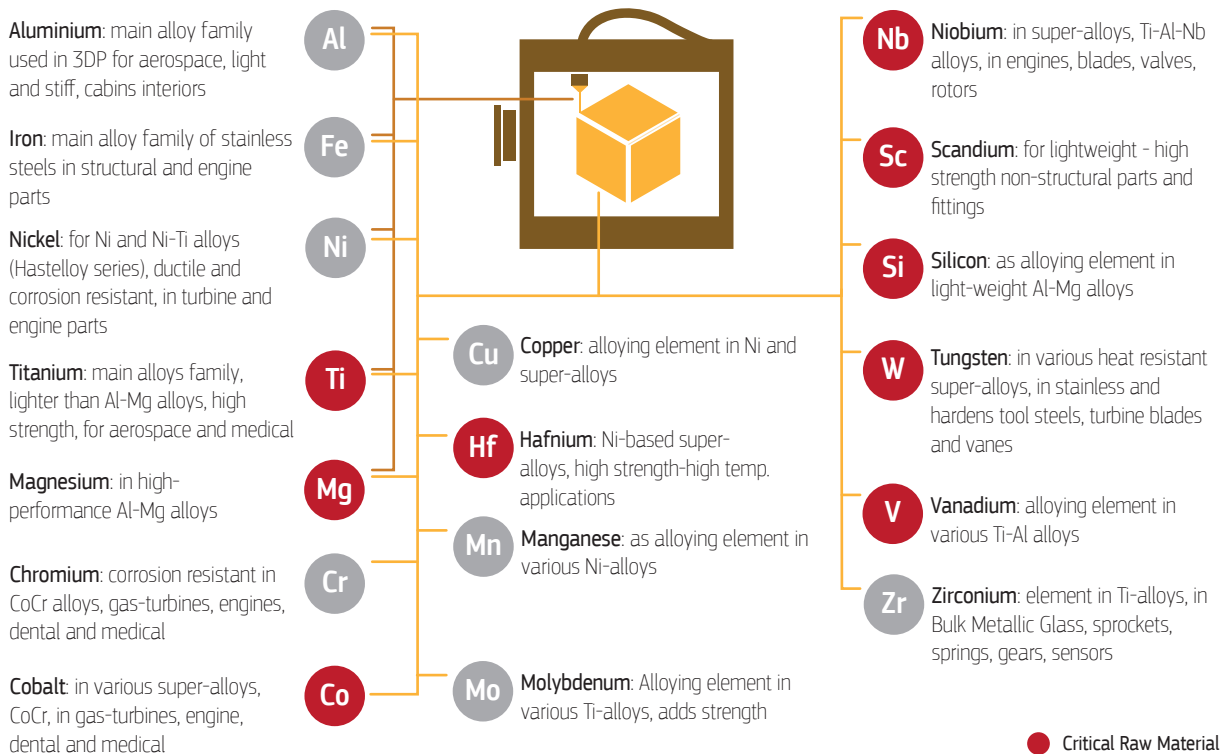 Aluminium: main alloy family
used in 3DP for aerospace, light
and stiff, cabins interiors
Al
Iron: main alloy family of stainless
steels in structural and engine
parts
Fe
Nickel: for Ni and Ni-Ti alloys
(Hastelloy series), ductile and
corrosion resistant, in turbine and
engine parts
Ni
Titanium: main alloys family,
lighter than Al-Mg alloys, high
strength, for aerospace and medical
Ti
Magnesium: in high-
performance Al-Mg alloys
Mg
Chromium: corrosion resistant in
CoCr alloys, gas-turbines, engines,
dental and medical
Cr
Cobalt: in various super-alloys,
CoCr, in gas-turbines, engine,
dental and medical
Co
Cu
Copper: alloying element in Ni and
super-alloys
Hf
Hafnium: Ni-based super-
alloys, high strength-high temp.
applications
Mn
Manganese: as alloying element in
various Ni-alloys
Mo
Molybdenum: Alloying element in
various Ti-alloys, adds strength
Nb
Niobium: in super-alloys, Ti-Al-Nb
alloys, in engines, blades, valves,
rotors
Sc
Scandium: for lightweight - high
strength non-structural parts and
fittings
Si
Silicon: as alloying element in
light-weight Al-Mg alloys
W
Tungsten: in various heat resistant
super-alloys, in stainless and
hardens tool steels, turbine blades
and vanes
V
Vanadium: alloying element in
various Ti-Al alloys
Zr
Zirconium: element in Ti-alloys, in
Bulk Metallic Glass, sprockets,
springs, gears, sensors
Critical Raw Material